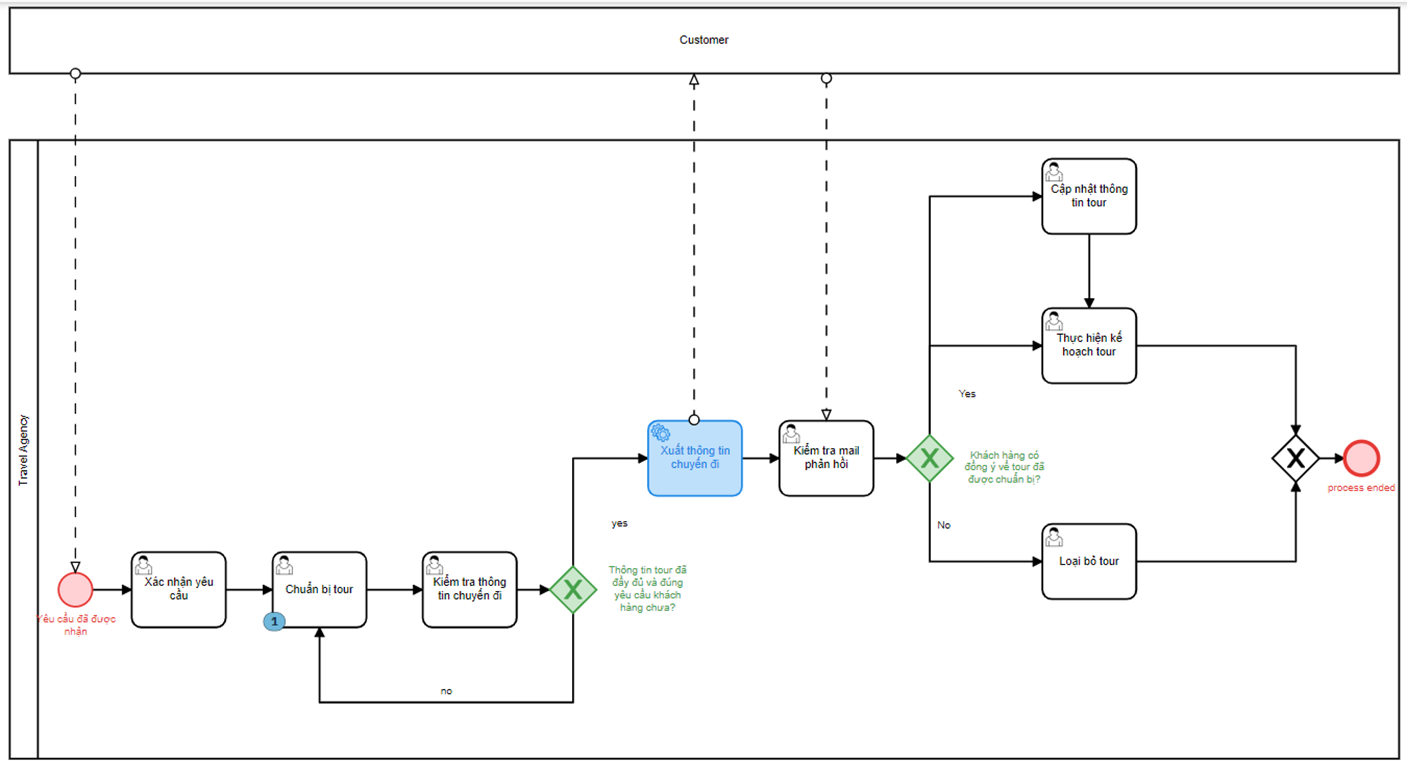 Customer
Travel Agency
Yêu cầu đã được
nhận
Xác nhận yêu
cầu
Chuẩn bị tour
1
Kiểm tra thông
tin chuyến đi
no
yes
Thông tin tour đã
đầy đủ và đúng
yêu cầu khách
hàng chưa?
Xuất thông tin
chuyến đi
Kiểm tra mail
phản hồi
Yes
Khách hàng có
đồng ý về tour đã
được chuẩn bị?
No
Cập nhật thông
tin tour
Thực hiện kế
hoạch tour
Loại bỏ tour
process ended